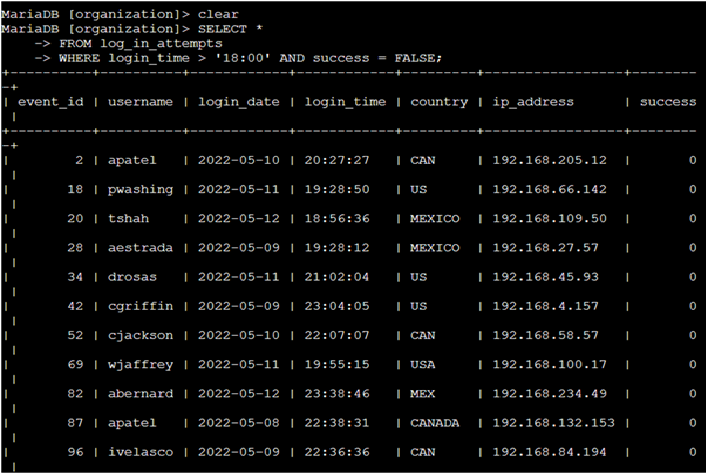 MariaDB [organization]> clear
MariaDB [organization]> SELECT *
    -> FROM log_in_attempts
    -> WHERE login_time > '18:00' AND success = FALSE;
+----------+----------+------------+------------+---------+-----------------+---------
-+
| event_id | username | login_date | login_time | country | ip_address      | success
 |
+----------+----------+------------+------------+---------+-----------------+---------
-+
|        2 | apatel   | 2022-05-10 | 20:27:27   | CAN     | 192.168.205.12  |       0
 |
|       18 | pwashing | 2022-05-11 | 19:28:50   | US      | 192.168.66.142  |       0
 |
|       20 | tshah    | 2022-05-12 | 18:56:36   | MEXICO  | 192.168.109.50  |       0
 |
|       28 | aestrada | 2022-05-09 | 19:28:12   | MEXICO  | 192.168.27.57   |       0
 |
|       34 | drosas   | 2022-05-11 | 21:02:04   | US      | 192.168.45.93   |       0
 |
|       42 | cgriffin | 2022-05-09 | 23:04:05   | US      | 192.168.4.157   |       0
 |
|       52 | cjackson | 2022-05-10 | 22:07:07   | CAN     | 192.168.58.57   |       0
 |
|       69 | wjaffrey | 2022-05-11 | 19:55:15   | USA     | 192.168.100.17  |       0
 |
|       82 | abernard | 2022-05-12 | 23:38:46   | MEX     | 192.168.234.49  |       0
 |
|       87 | apatel   | 2022-05-08 | 22:38:31   | CANADA  | 192.168.132.153 |       0
 |
|       96 | ivelasco | 2022-05-09 | 22:36:36   | CAN     | 192.168.84.194  |       0
 |